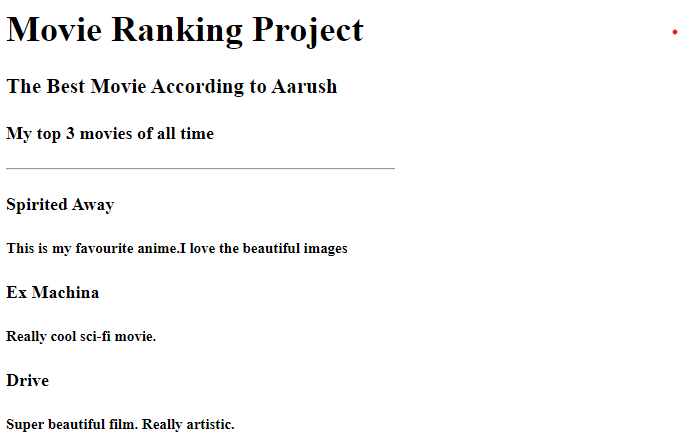 Movie Ranking Project
The Best Movie According to Aarush
My top 3 movies of all time
Spirited Away
This is my favourite anime.I love the beautiful images
Ex Machina
Really cool sci-fi movie.
Drive
Super beautiful film. Really artistic.